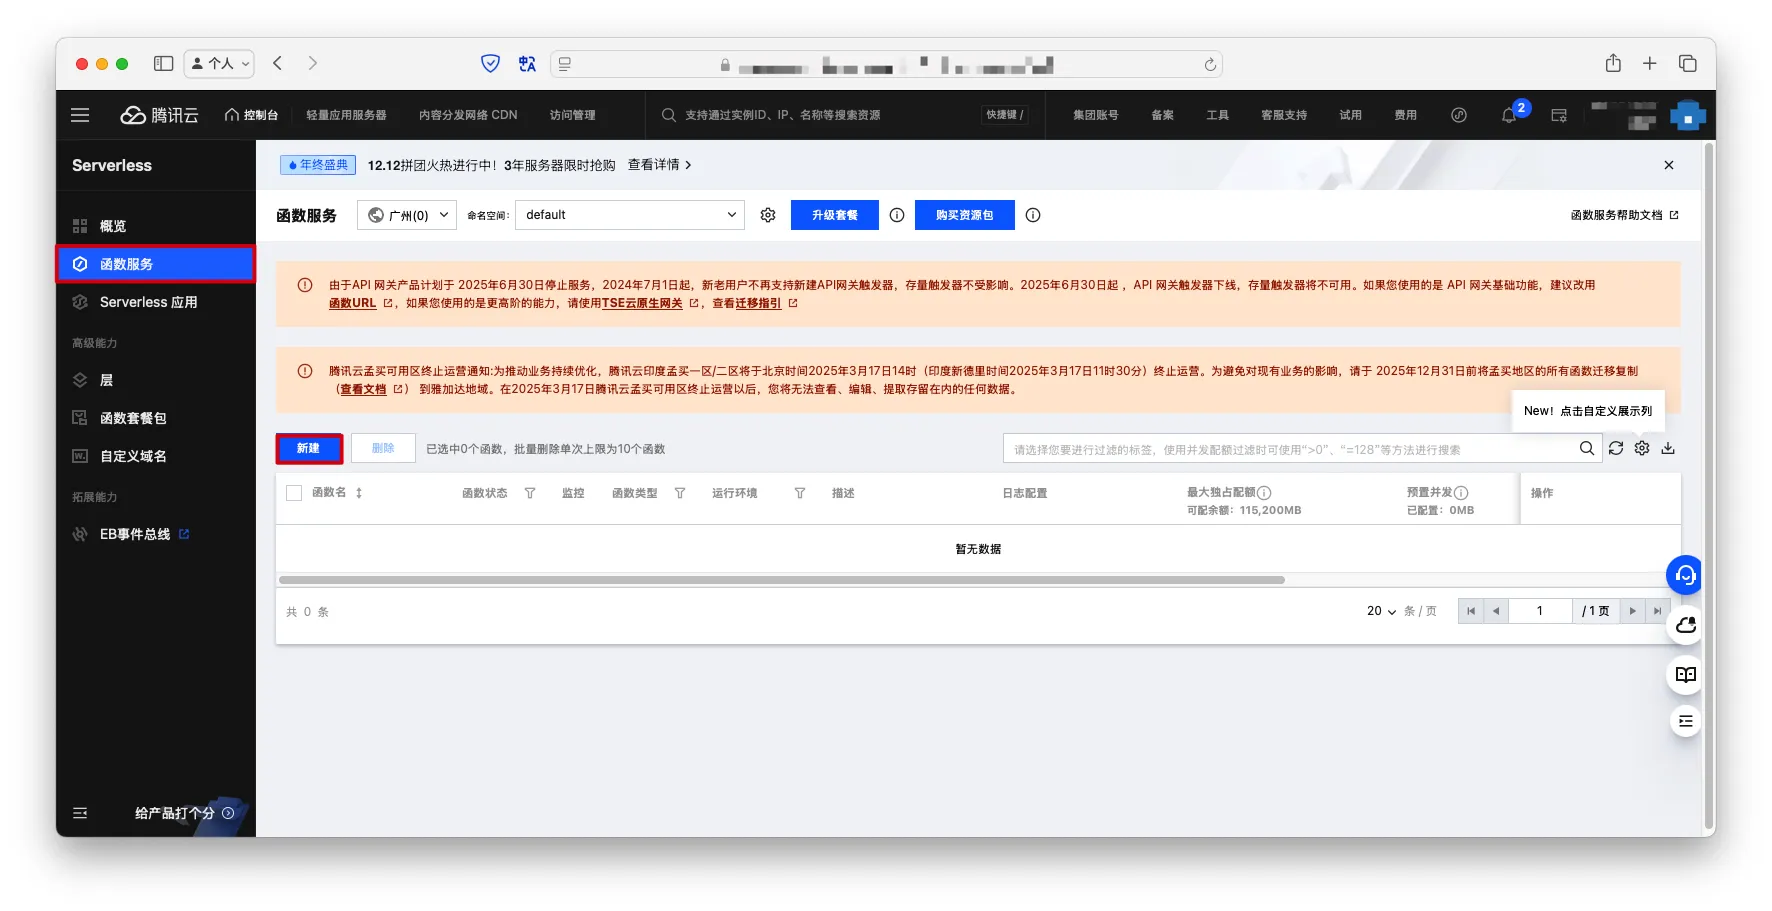 个人
腾讯云
控制台
轻量应用服务器
内容分发网络 CDN
访问管理
支持通过实例ID、IP、名称等搜索资源
快捷键 /
集团账号
备案
工具
客服支持
试用
费用
2
Serverless
概览
函数服务
Serverless 应用
高级能力
层
函数套餐包
自定义域名
拓展能力
EB事件总线
给产品打个分
年终盛典
12.12拼团火热进行中！3年服务器限时抢购
查看详情
函数服务
广州(0)
命名空间:
default
升级套餐
购买资源包
函数服务帮助文档
由于API 网关产品计划于 2025年6月30日停止服务，2024年7月1日起，新老用户不再支持新建API网关触发器，存量触发器不受影响。2025年6月30日起 ，API 网关触发器下线，存量触发器将不可用。如果您使用的是 API 网关基础功能，建议改用
函数URL ，如果您使用的是更高阶的能力，请使用TSE云原生网关 ，查看迁移指引
腾讯云孟买可用区终止运营通知:为推动业务持续优化，腾讯云印度孟买一区/二区将于北京时间2025年3月17日14时（印度新德里时间2025年3月17日11时30分）终止运营。为避免对现有业务的影响，请于 2025年12月31日前将孟买地区的所有函数迁移复制
（查看文档 ） 到雅加达地域。在2025年3月17日腾讯云孟买可用区终止运营以后，您将无法查看、编辑、提取存留在内的任何数据。
New！点击自定义展示列
新建
删除
已选中0个函数，批量删除单次上限为10个函数
请选择您要进行过滤的标签，使用并发配额过滤时可使用“>0”、“=128”等方法进行搜索
函数名
函数状态
监控
函数类型
运行环境
描述
日志配置
最大独占配额
可配余额：115,200MB
预置并发
已配置：0MB
操作
暂无数据
共 0 条
20
条 / 页
1
/ 1 页